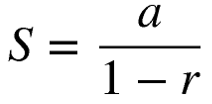 S = a / (1 − r)